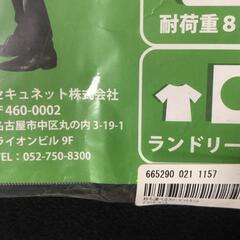 耐荷重8
セキュネット株式会社
〒460-0002
名古屋市中区丸の内3-19-1
ライオンビル 9F
TEL: 052-750-8300
ランドリー
665290 021 1157